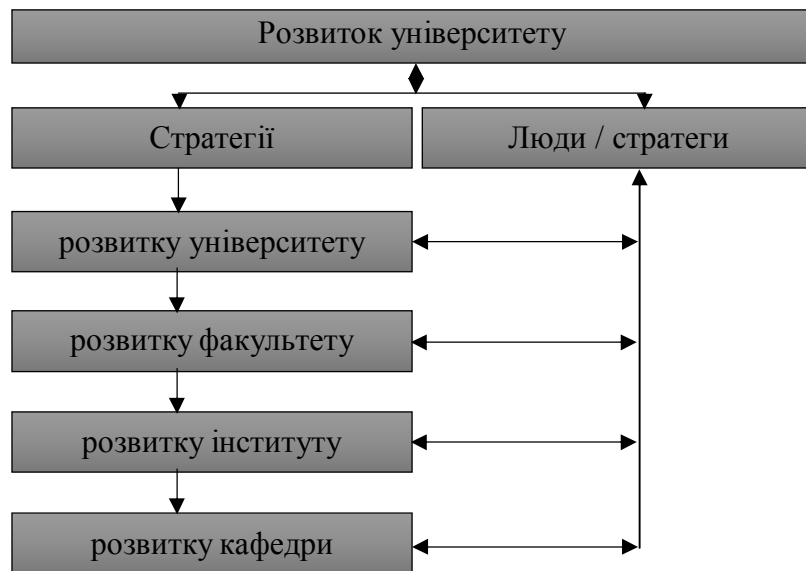 Розвиток університету
Стратегії
Люди / стратеги
розвитку університету
розвитку факультету
розвитку інституту
розвитку кафедри